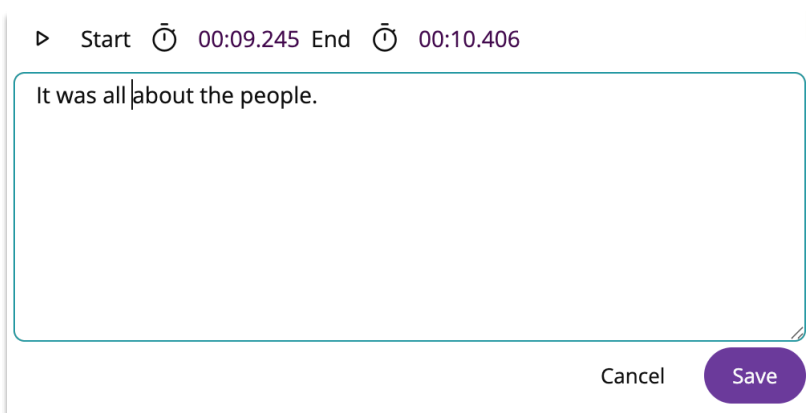 Start 00:09.245 End 00:10.406
It was all about the people.
Cancel Save